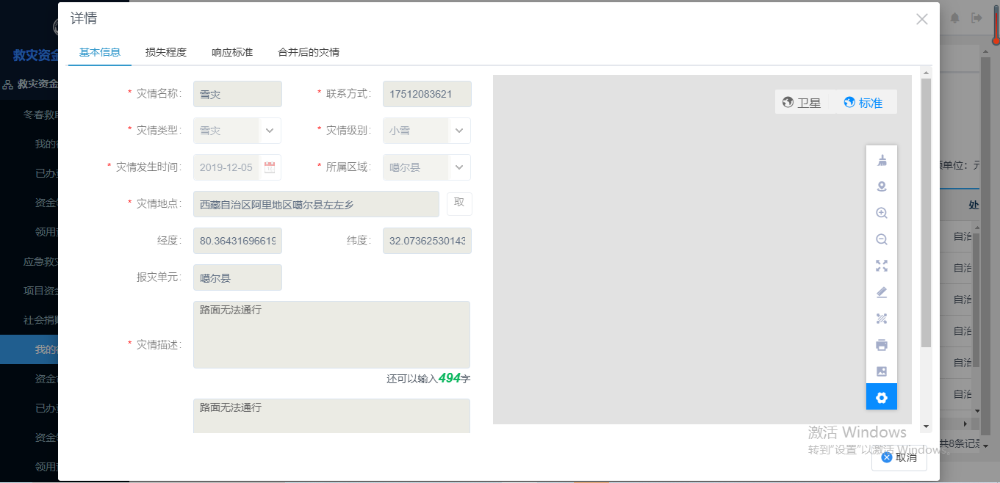 详情
基本信息 损失程度 响应标准 合并后的灾情
* 灾情名称: 雪灾 * 联系方式: 17512083621
* 灾情类型: 雪灾 * 灾情级别: 小雪
* 灾情发生时间: 2019-12-05 * 所属区域: 噶尔县
* 灾情地点: 西藏自治区阿里地区噶尔县左左乡 取
经度: 80.36431696619 纬度: 32.07362530143
报灾单元: 噶尔县
* 灾情描述: 路面无法通行
还可以输入494字
路面无法通行
卫星 标准
激活 Windows
转到"设置"以激活 Windows。
取消
救灾资金
救灾资金
冬春救
我的
已办
资金
领用
应急救
项目资金
社会捐
我的
资金
已办
资金
领用
单位: 元
处
自治
自治
自治
自治
自治
自治
共8条记